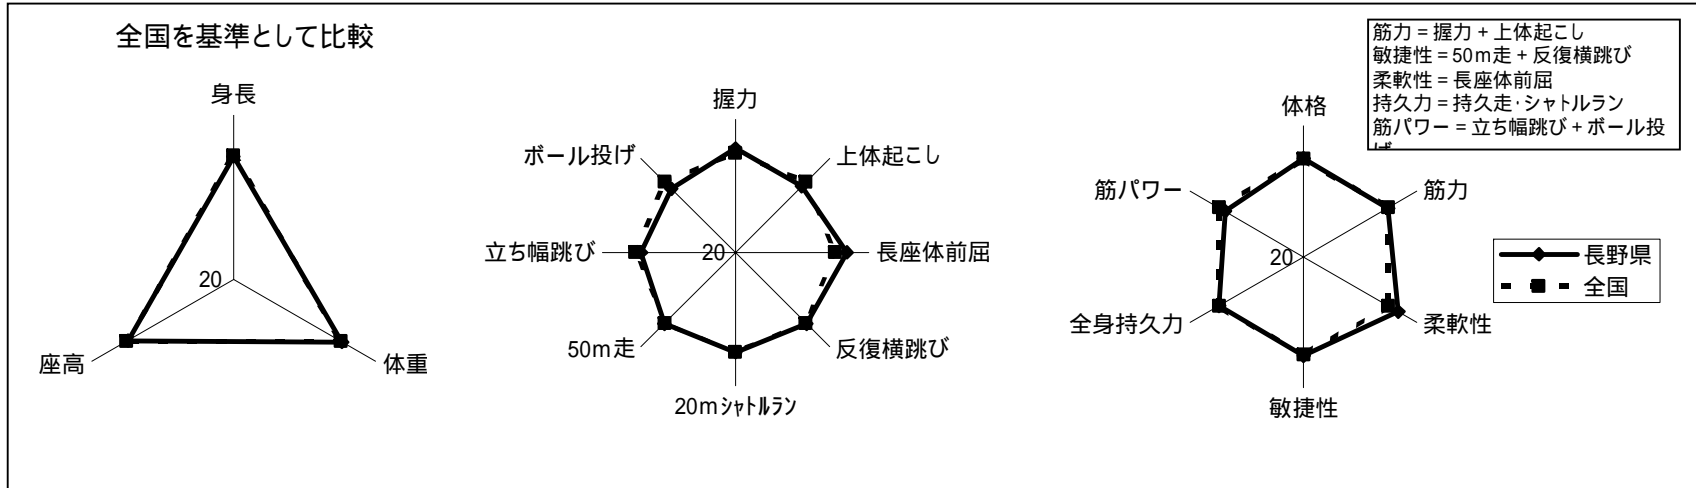 全国を基準として比較
身長
20
座高
体重
握力
ボール投げ
上体起こし
立ち幅跳び
20
長座体前屈
50m走
反復横跳び
20mシャトルラン
筋力=握力+上体起こし
敏捷性=50m走+反復横跳び
柔軟性=長座体前屈
持久力=持久走・シャトルラン
筋パワー=立ち幅跳び+ボール投
げ
体格
筋パワー
筋力
20
全身持久力
柔軟性
敏捷性
長野県
全国